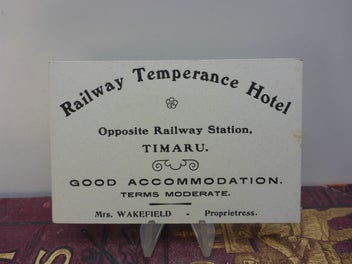 Railway Temperance Hotel
Opposite Railway Station,
TIMARU.
GOOD ACCOMMODATION.
TERMS MODERATE.
Mrs. WAKEFIELD - Proprietress.